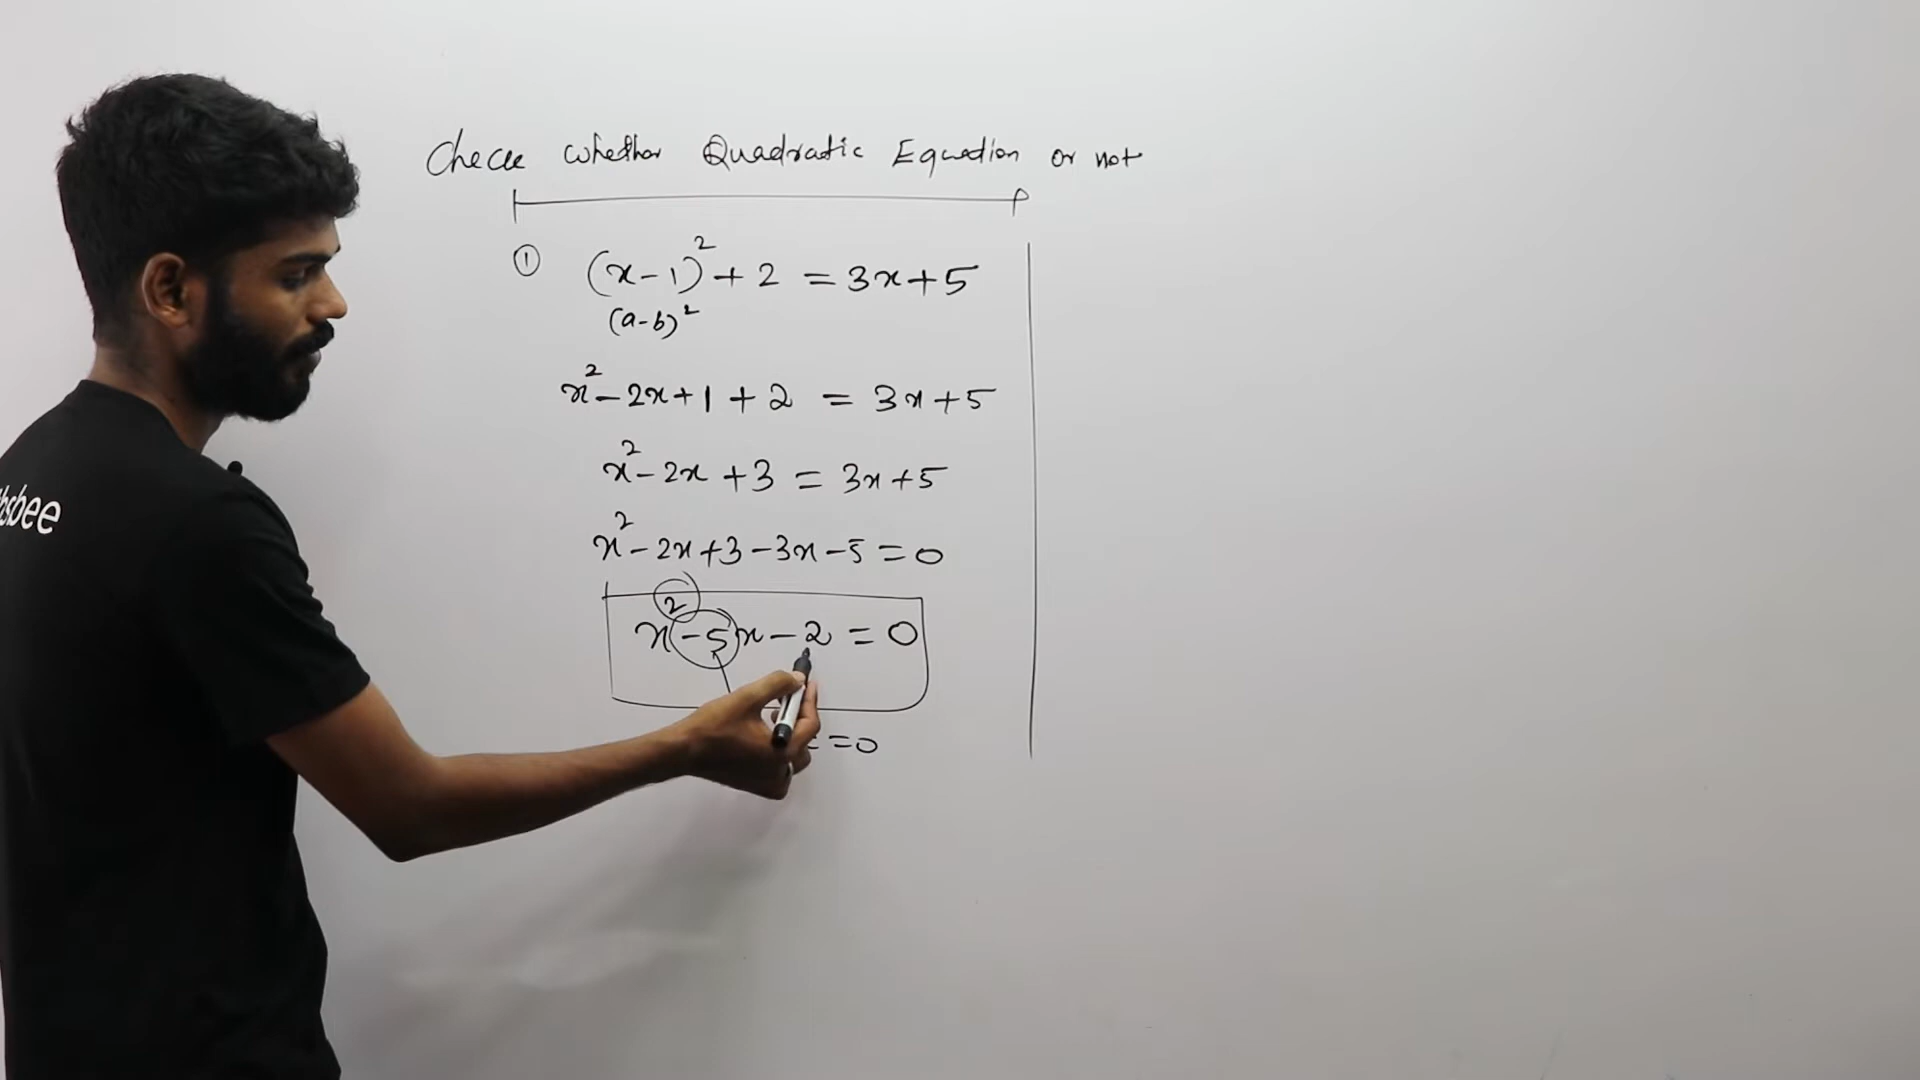 Check whether Quadratic Equation or not
① (x-1)² + 2 = 3x+5
(a-b)²
x² - 2x + 1 + 2 = 3x+5
x² - 2x + 3 = 3x+5
x² - 2x + 3 - 3x - 5 = 0
x² - 5x - 2 = 0
= 0